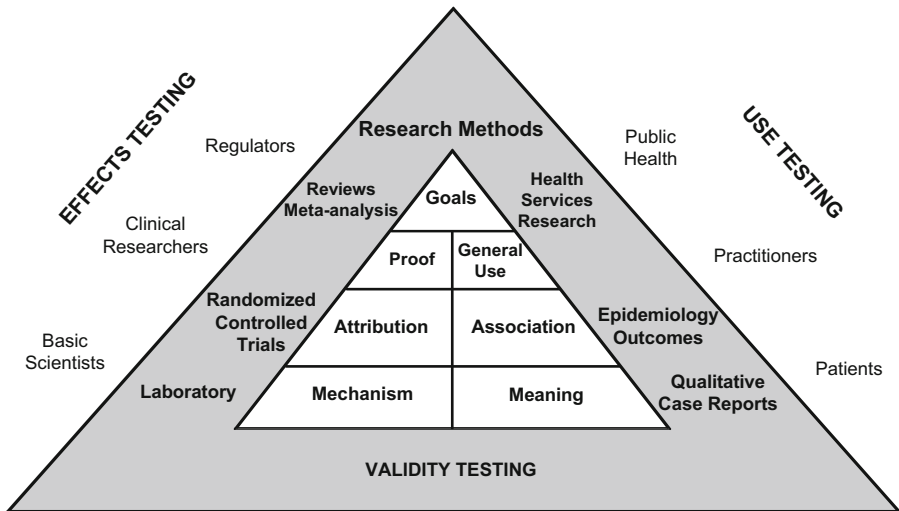 EFFECTS TESTING
USE TESTING
Research Methods
Regulators
Public
Health
Reviews
Meta-analysis
Goals
Health
Services
Research
Clinical
Researchers
Proof
General
Use
Practitioners
Randomized
Controlled
Trials
Attribution
Association
Epidemiology
Outcomes
Basic
Scientists
Patients
Laboratory
Mechanism
Meaning
Qualitative
Case Reports
VALIDITY TESTING